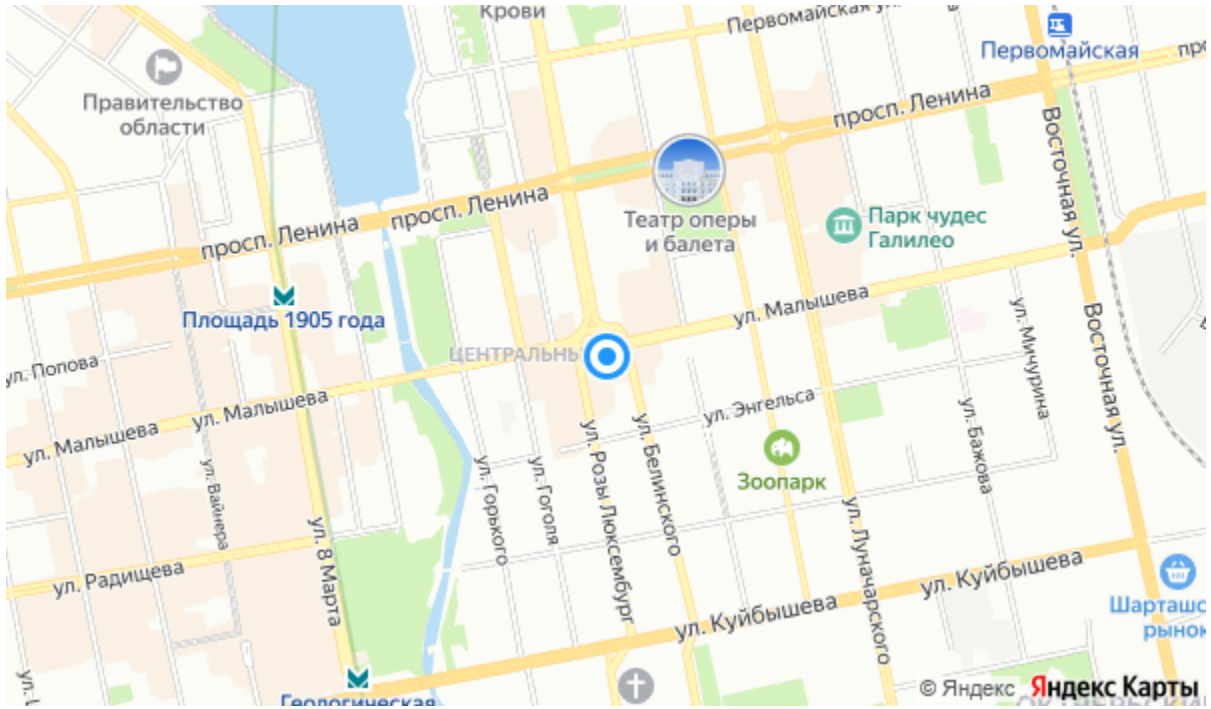 Крови
Первомайская ул.
Первомайская
Правительство
области
просп. Ленина
Восточная ул.
просп. Ленина
Театр оперы
и балета
Парк чудес
Галилео
просп. Ленина
ул. Малышева
Площадь 1905 года
ул. Мичурина
Восточная ул.
ул. Попова
ул. Малышева
ул. Малышева
ул. Энгельса
ул. Бажова
ул. Вайнера
ул. Горького
ул. Гоголя
ул. Розы Люксембург
ул. Белинского
Зоопарк
ул. Луначарского
ул. 8 Марта
ул. Радищева
ул. Куйбышева
ул. Куйбышева
рынок
Геологическая
© Яндекс Яндекс Карты